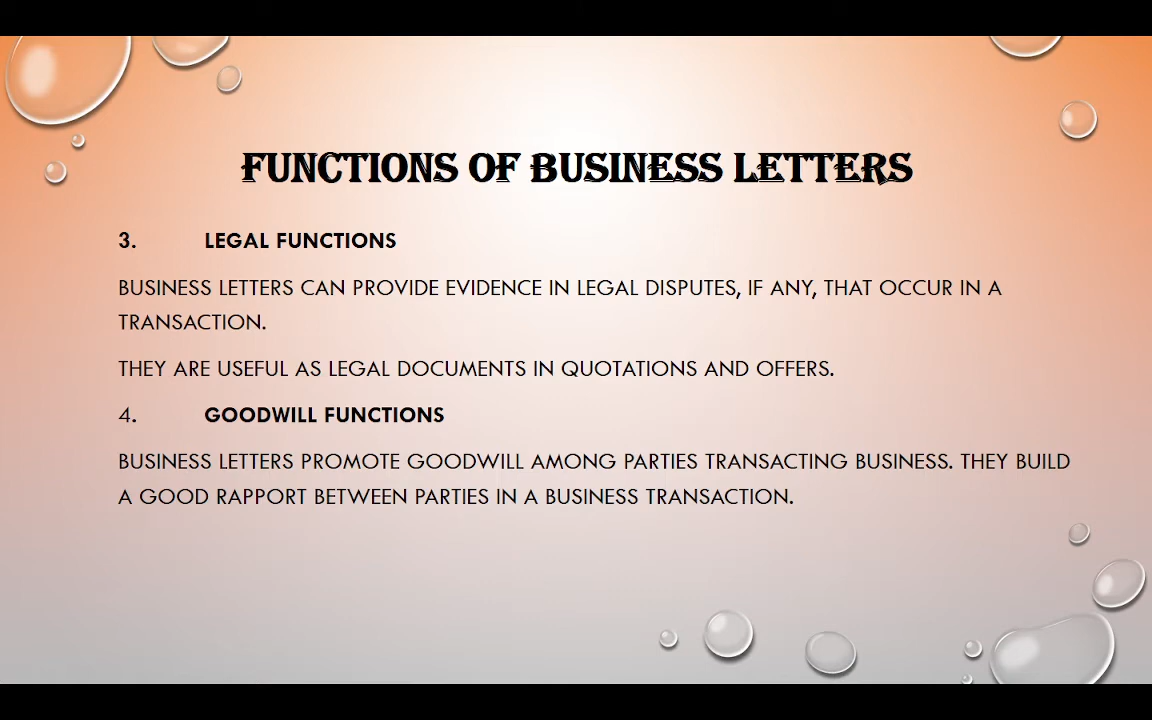 FUNCTIONS OF BUSINESS LETTERS
3. LEGAL FUNCTIONS
BUSINESS LETTERS CAN PROVIDE EVIDENCE IN LEGAL DISPUTES, IF ANY, THAT OCCUR IN A
TRANSACTION.
THEY ARE USEFUL AS LEGAL DOCUMENTS IN QUOTATIONS AND OFFERS.
4. GOODWILL FUNCTIONS
BUSINESS LETTERS PROMOTE GOODWILL AMONG PARTIES TRANSACTING BUSINESS. THEY BUILD
A GOOD RAPPORT BETWEEN PARTIES IN A BUSINESS TRANSACTION.